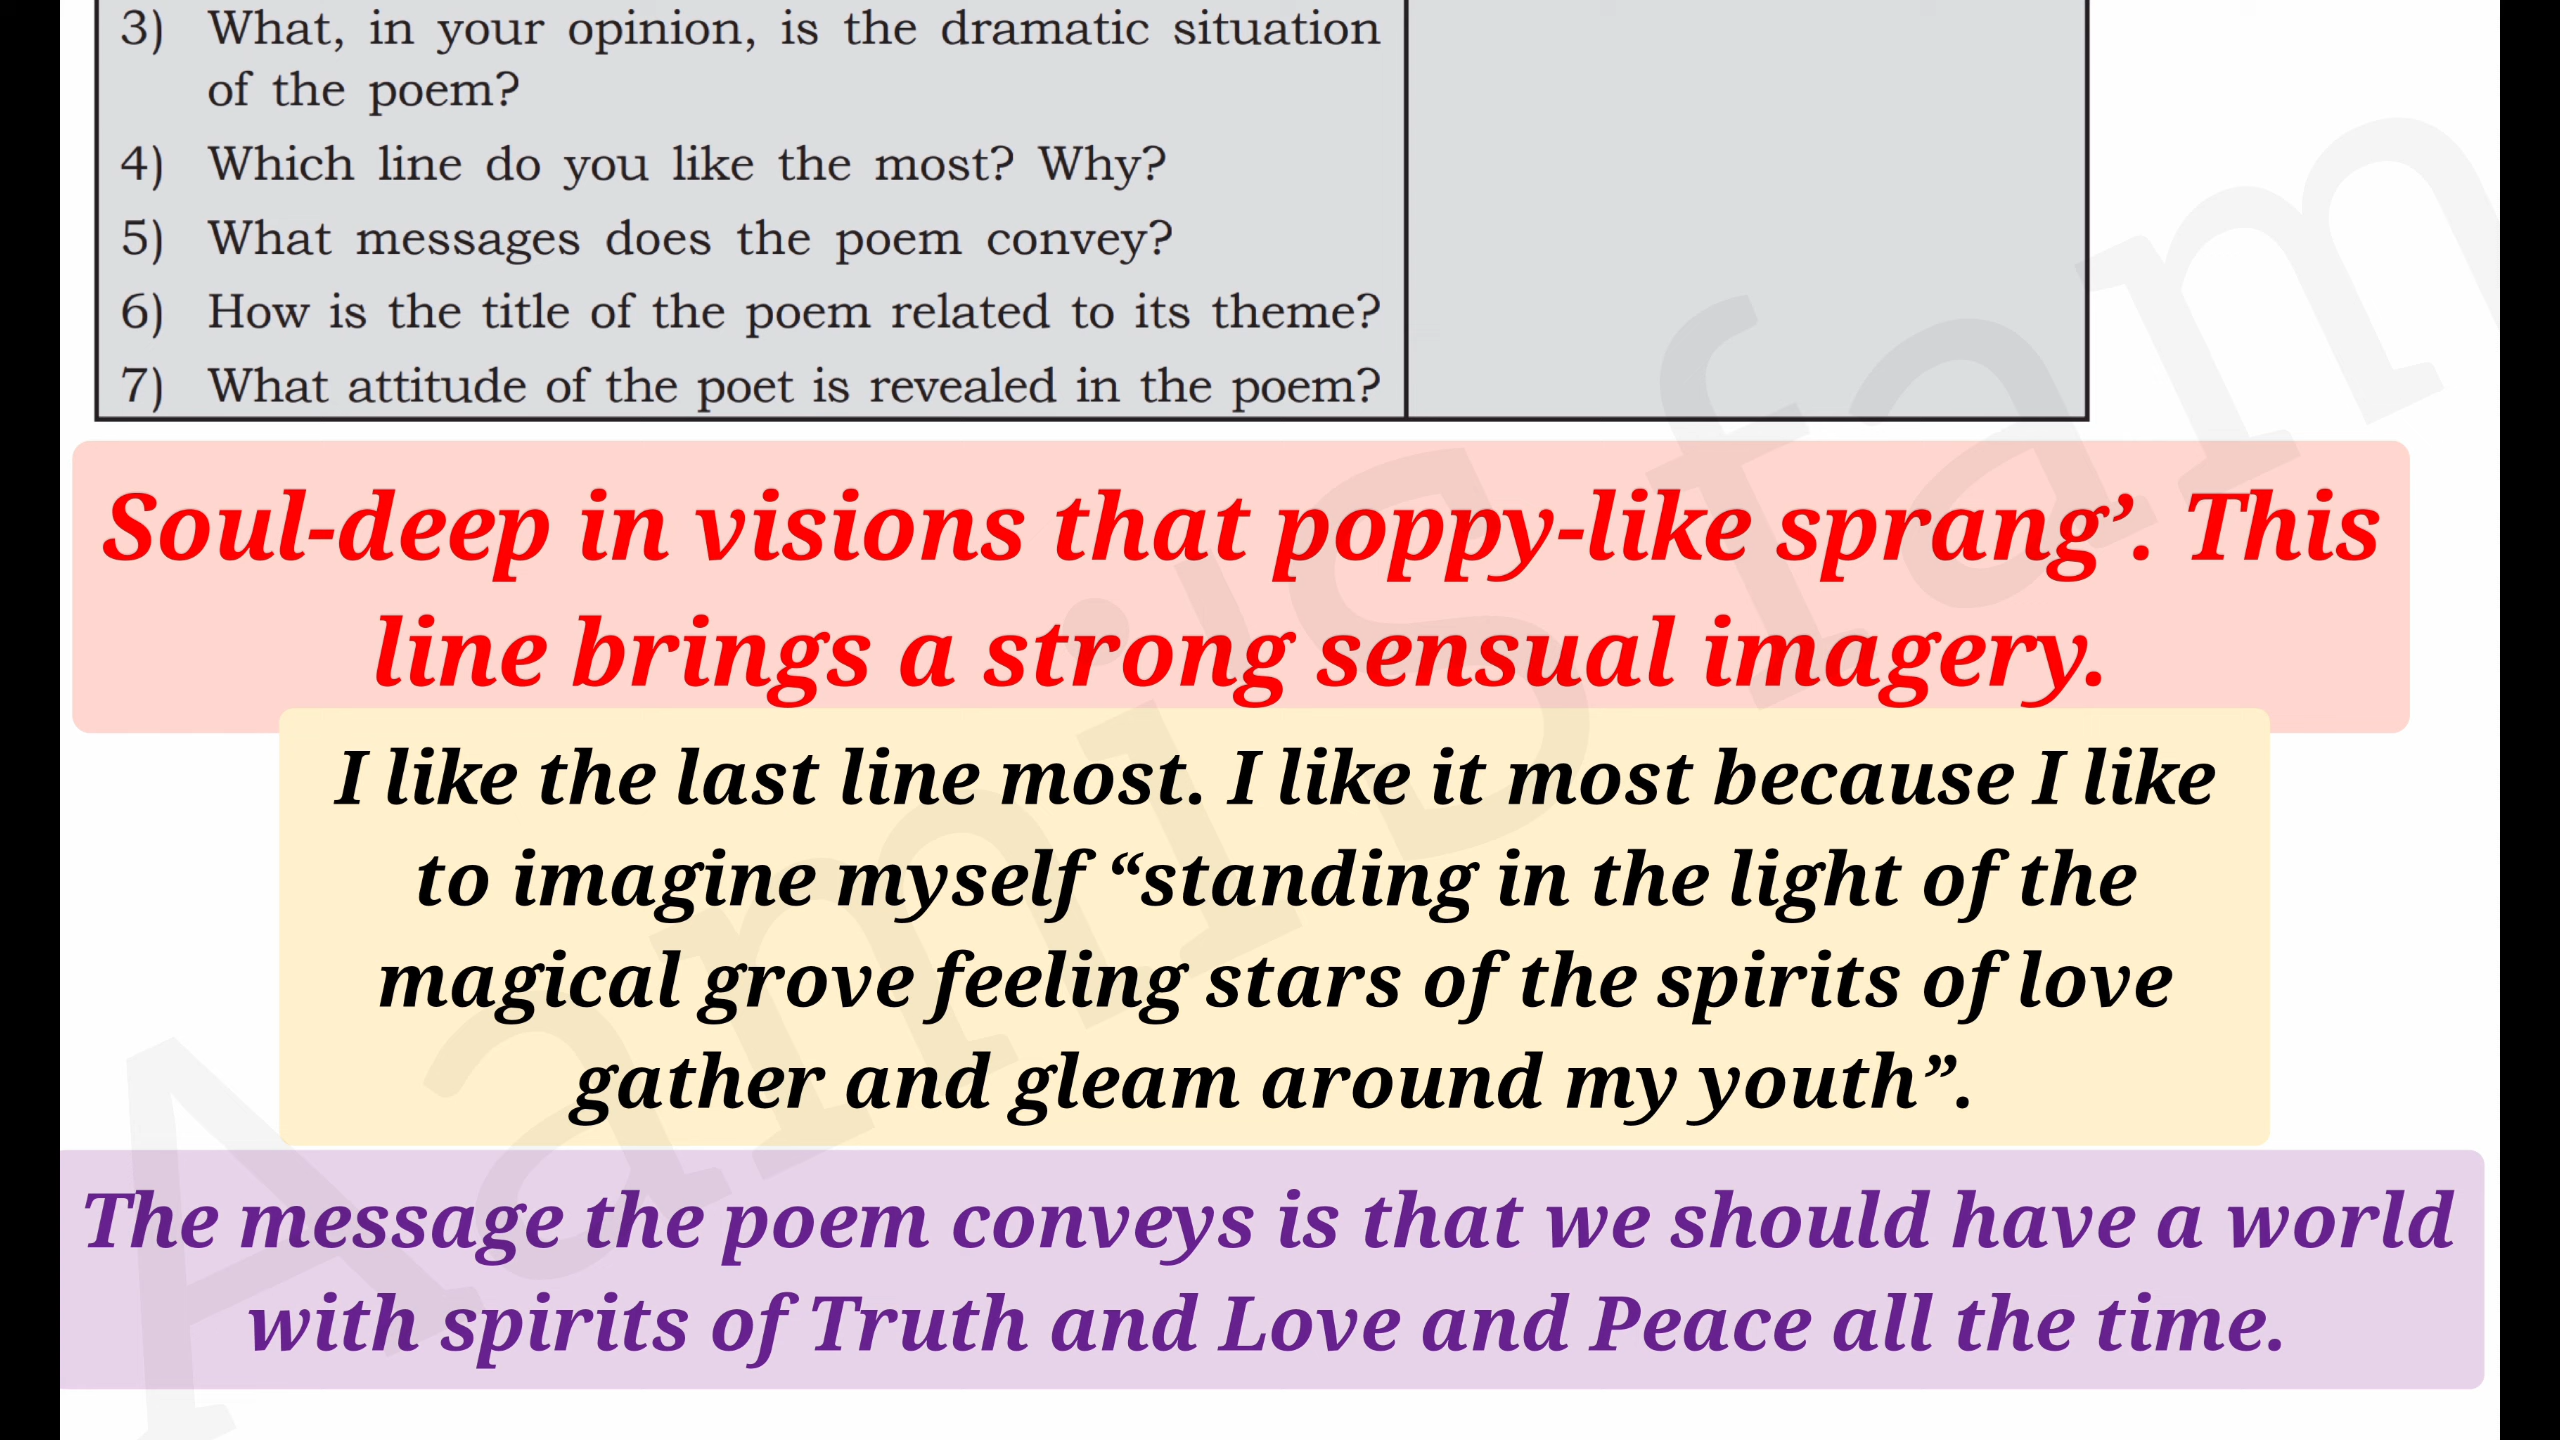 3) What, in your opinion, is the dramatic situation
of the poem?
4) Which line do you like the most? Why?
5) What messages does the poem convey?
6) How is the title of the poem related to its theme?
7) What attitude of the poet is revealed in the poem?
Soul-deep in visions that poppy-like sprang’. This
line brings a strong sensual imagery.
I like the last line most. I like it most because I like
to imagine myself “standing in the light of the
magical grove feeling stars of the spirits of love
gather and gleam around my youth”.
The message the poem conveys is that we should have a world
with spirits of Truth and Love and Peace all the time.
Aami's fam